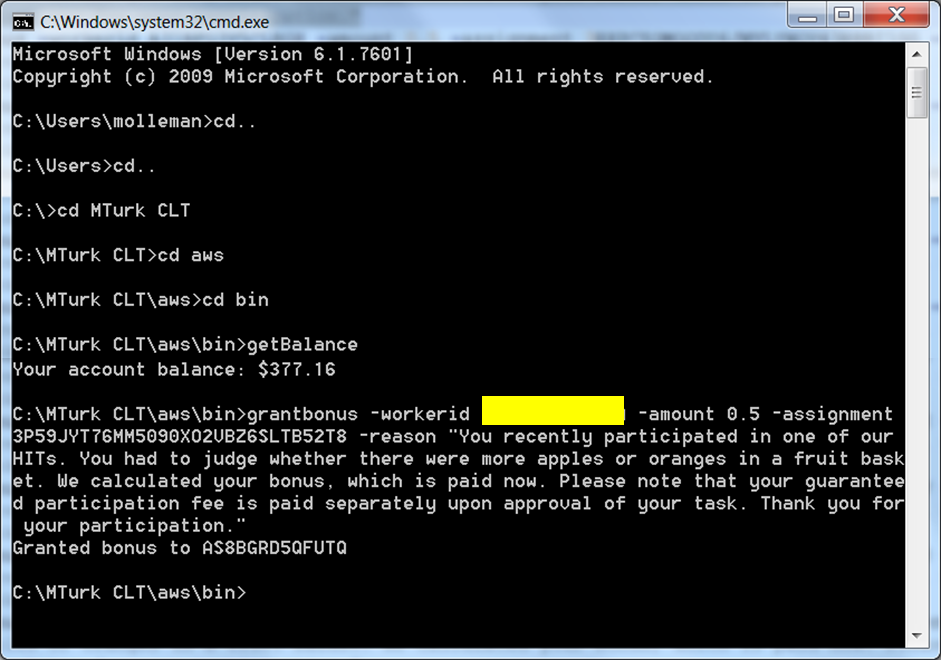 C:\Windows\system32\cmd.exe
Microsoft Windows [Version 6.1.7601]
Copyright (c) 2009 Microsoft Corporation.  All rights reserved.
C:\Users\molleman>cd..
C:\Users>cd..
C:\>cd MTurk CLT
C:\MTurk CLT>cd aws
C:\MTurk CLT\aws>cd bin
C:\MTurk CLT\aws\bin>getBalance
Your account balance: $377.16
C:\MTurk CLT\aws\bin>grantbonus -workerid -amount 0.5 -assignment
3P59JYT76MM5090XO2VBZ6SLTB52T8 -reason "You recently participated in one of our
HITs. You had to judge whether there were more apples or oranges in a fruit bask
et. We calculated your bonus, which is paid now. Please note that your guarantee
d participation fee is paid separately upon approval of your task. Thank you for
your participation."
Granted bonus to AS8BGRD5QFUTQ
C:\MTurk CLT\aws\bin>